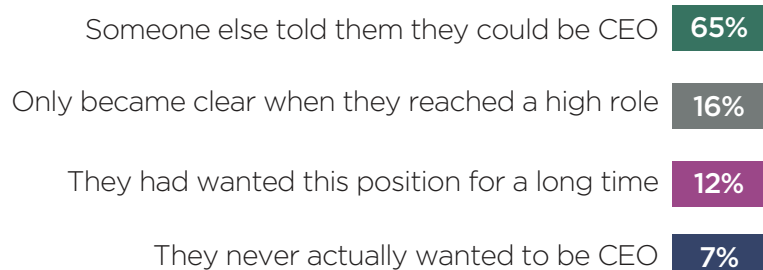 Someone else told them they could be CEO 65%
Only became clear when they reached a high role 16%
They had wanted this position for a long time 12%
They never actually wanted to be CEO 7%